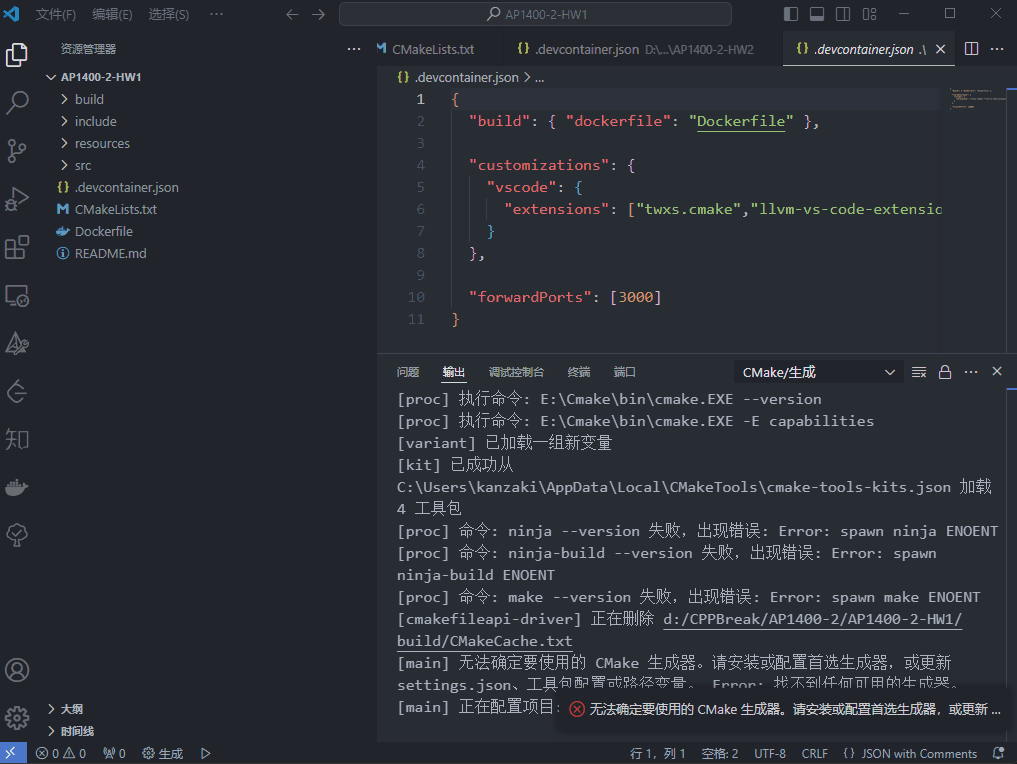 文件(F) 编辑(E) 选择(S) ··· AP1400-2-HW1
资源管理器 ···
AP1400-2-HW1
build
include
resources
src
.devcontainer.json
CMakeLists.txt
Dockerfile
README.md
大纲
时间线
CMakeLists.txt .devcontainer.json D:\...\AP1400-2-HW2 .devcontainer.json .\ ···
.devcontainer.json > ...
1 {
2 "build": { "dockerfile": "Dockerfile" },
3
4 "customizations": {
5 "vscode": {
6 "extensions": ["twxs.cmake","llvm-vs-code-extensio
7 }
8 },
9
10 "forwardPorts": [3000]
11 }
问题 输出 调试控制台 终端 端口 CMake/生成 ···
[proc] 执行命令: E:\Cmake\bin\cmake.EXE --version
[proc] 执行命令: E:\Cmake\bin\cmake.EXE -E capabilities
[variant] 已加载一组新变量
[kit] 已成功从
C:\Users\kanzaki\AppData\Local\CMakeTools\cmake-tools-kits.json 加载
4 工具包
[proc] 命令: ninja --version 失败，出现错误: Error: spawn ninja ENOENT
[proc] 命令: ninja-build --version 失败，出现错误: Error: spawn
ninja-build ENOENT
[proc] 命令: make --version 失败，出现错误: Error: spawn make ENOENT
[cmakefileapi-driver] 正在删除 d:/CPPBreak/AP1400-2/AP1400-2-HW1/
build/CMakeCache.txt
[main] 无法确定要使用的 CMake 生成器。请安装或配置首选生成器，或更新
settings.json、工具包配置或路径变量。 Error: 找不到任何可用的生成器。
[main] 正在配置项目:
无法确定要使用的 CMake 生成器。请安装或配置首选生成器，或更新 ...
0 0 0 生成 行 1，列 1 空格: 2 UTF-8 CRLF {} JSON with Comments
知